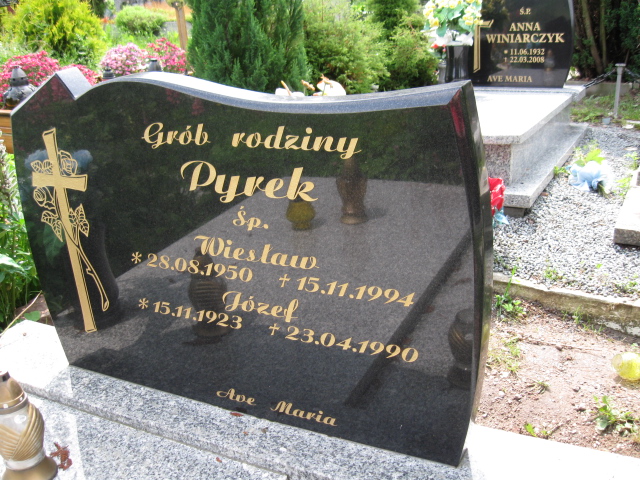 Grób rodziny
Pyrek
Śp.
Wiesław
* 28.08.1950 + 15.11.1994
Józef
* 15.11.1923 + 23.04.1990
Ave Maria
Ś.P.
ANNA
WINIARCZYK
* 11.06.1932
+ 22.03.2008
AVE MARIA